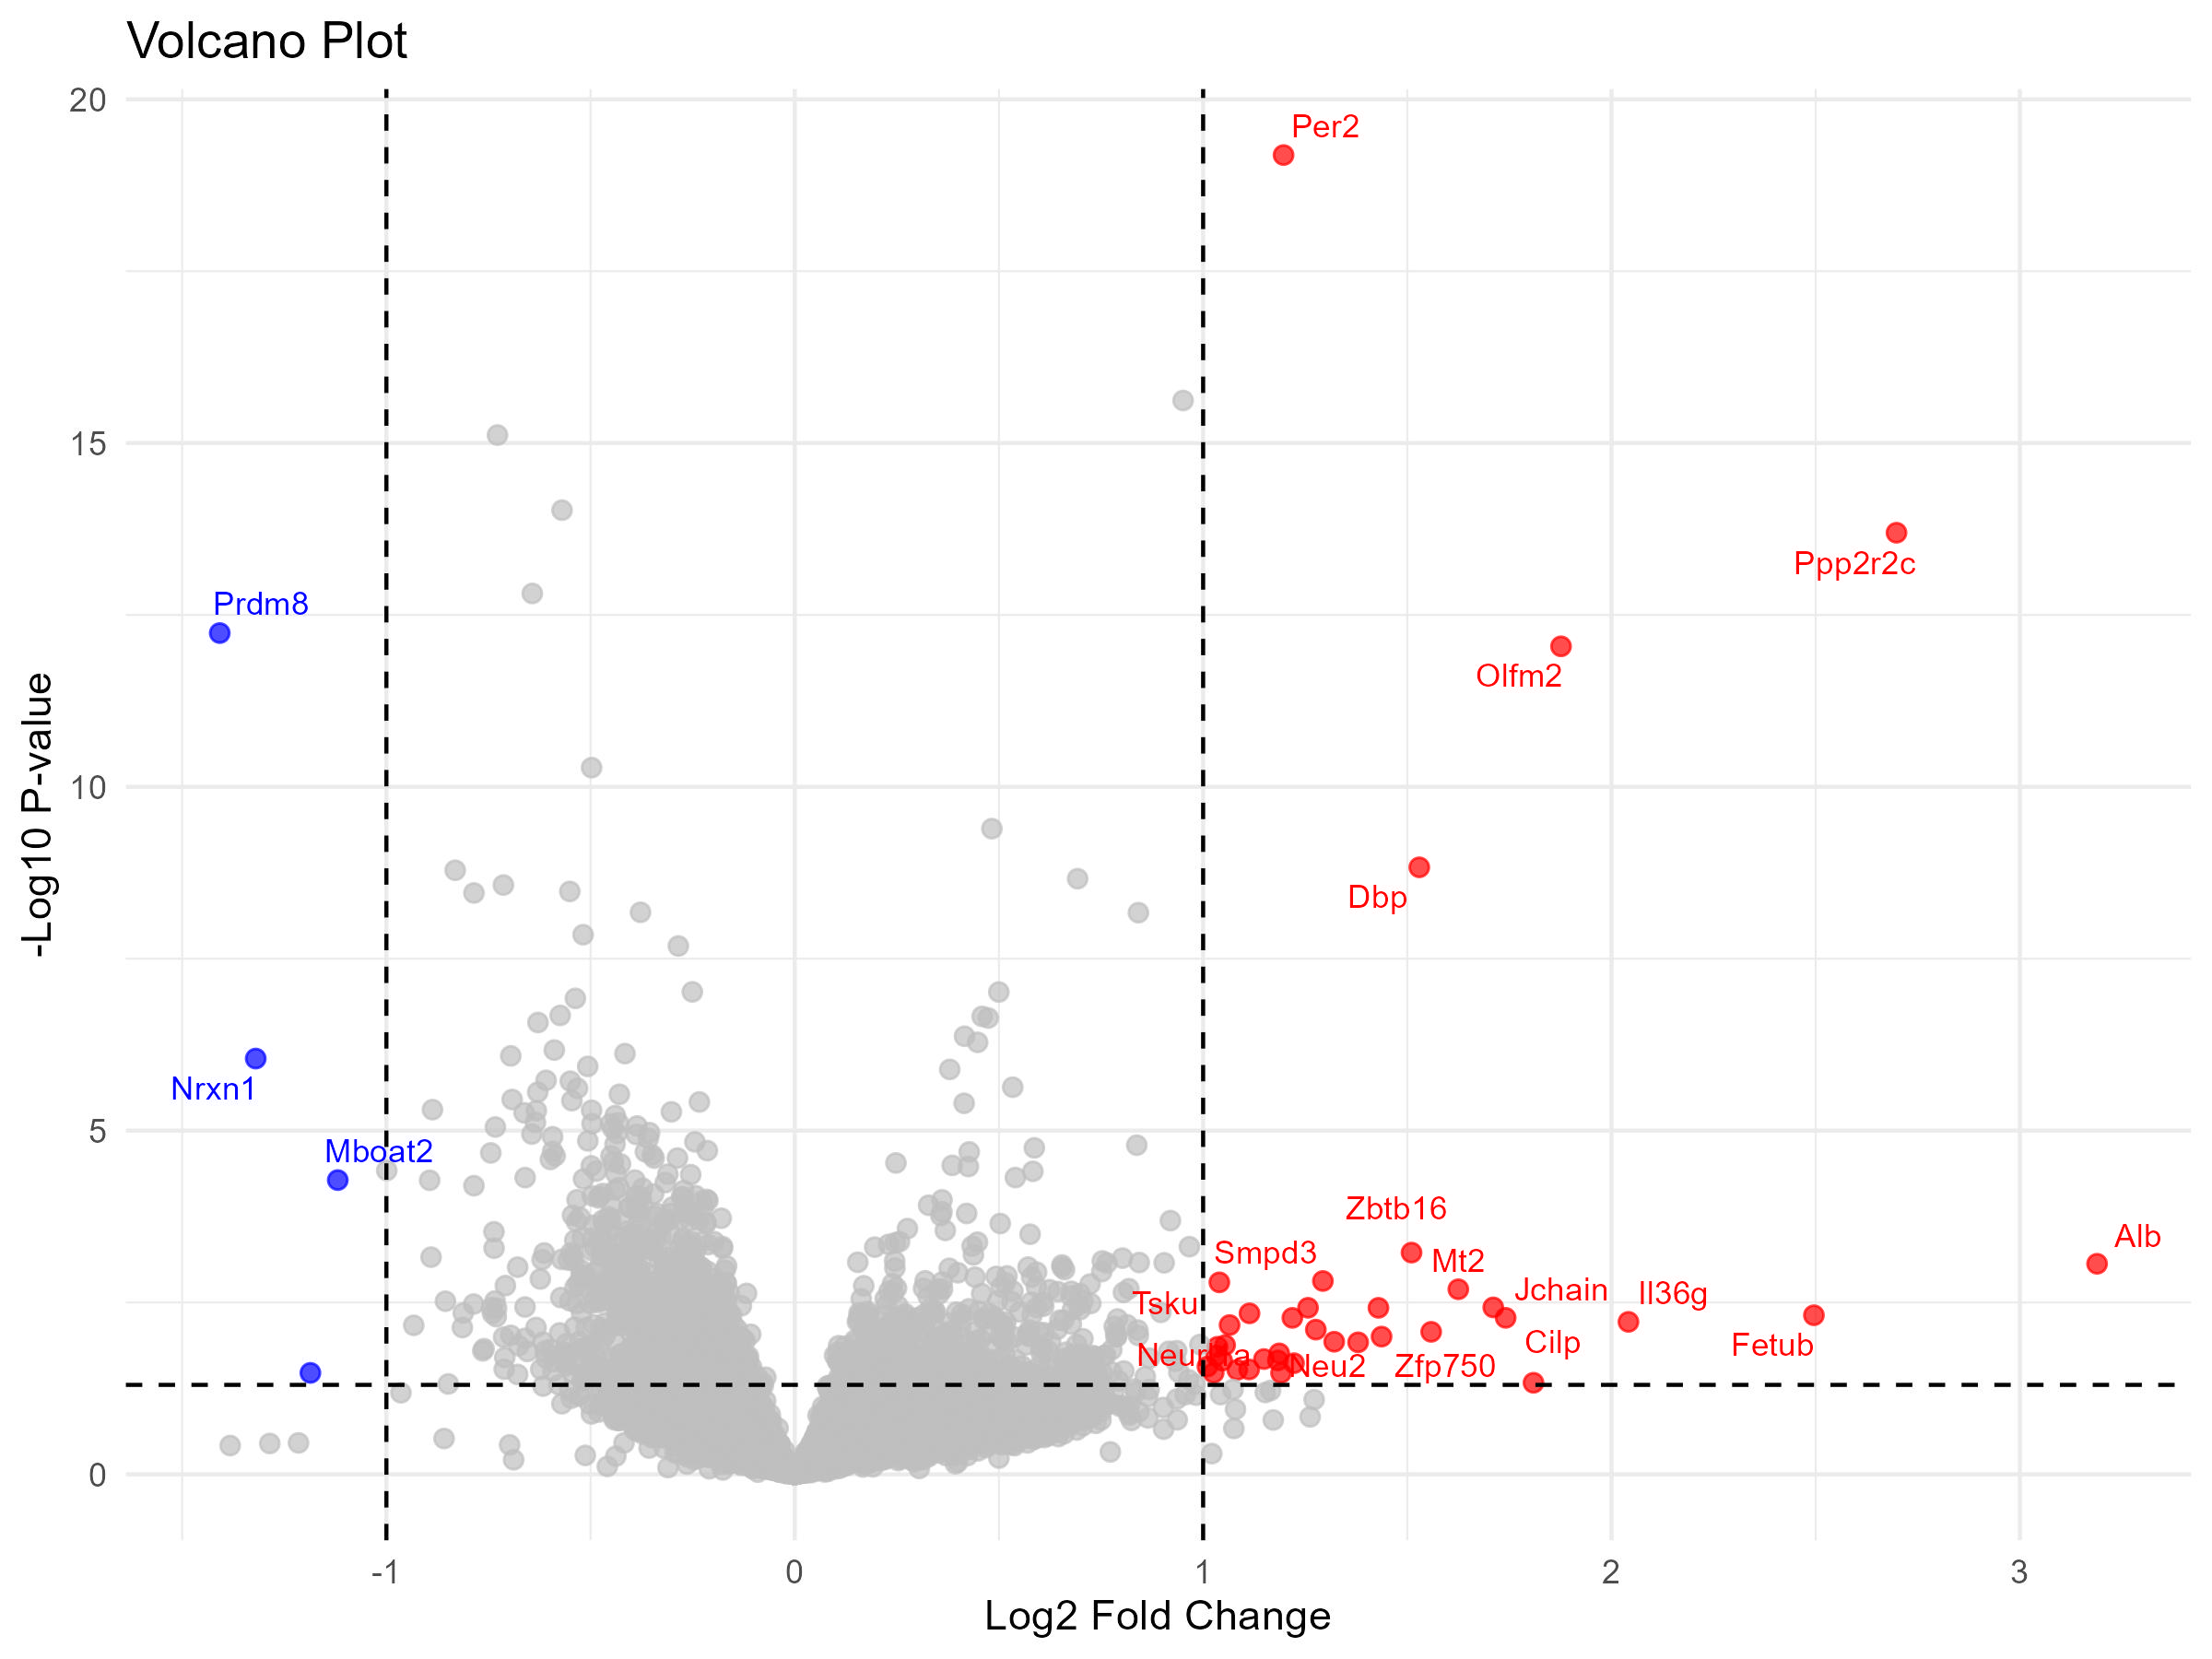 Volcano Plot
20
Per2
15
Ppp2r2c
Prdm8
Olfm2
10
Dbp
Nrxn1
5
Mboat2
Zbtb16
Alb
Smpd3
Mt2
Jchain
Il36g
Tsku
Cilp
Fetub
Neu2
Zfp750
0
-1
0
1
2
3
Log2 Fold Change
-Log10 P-value